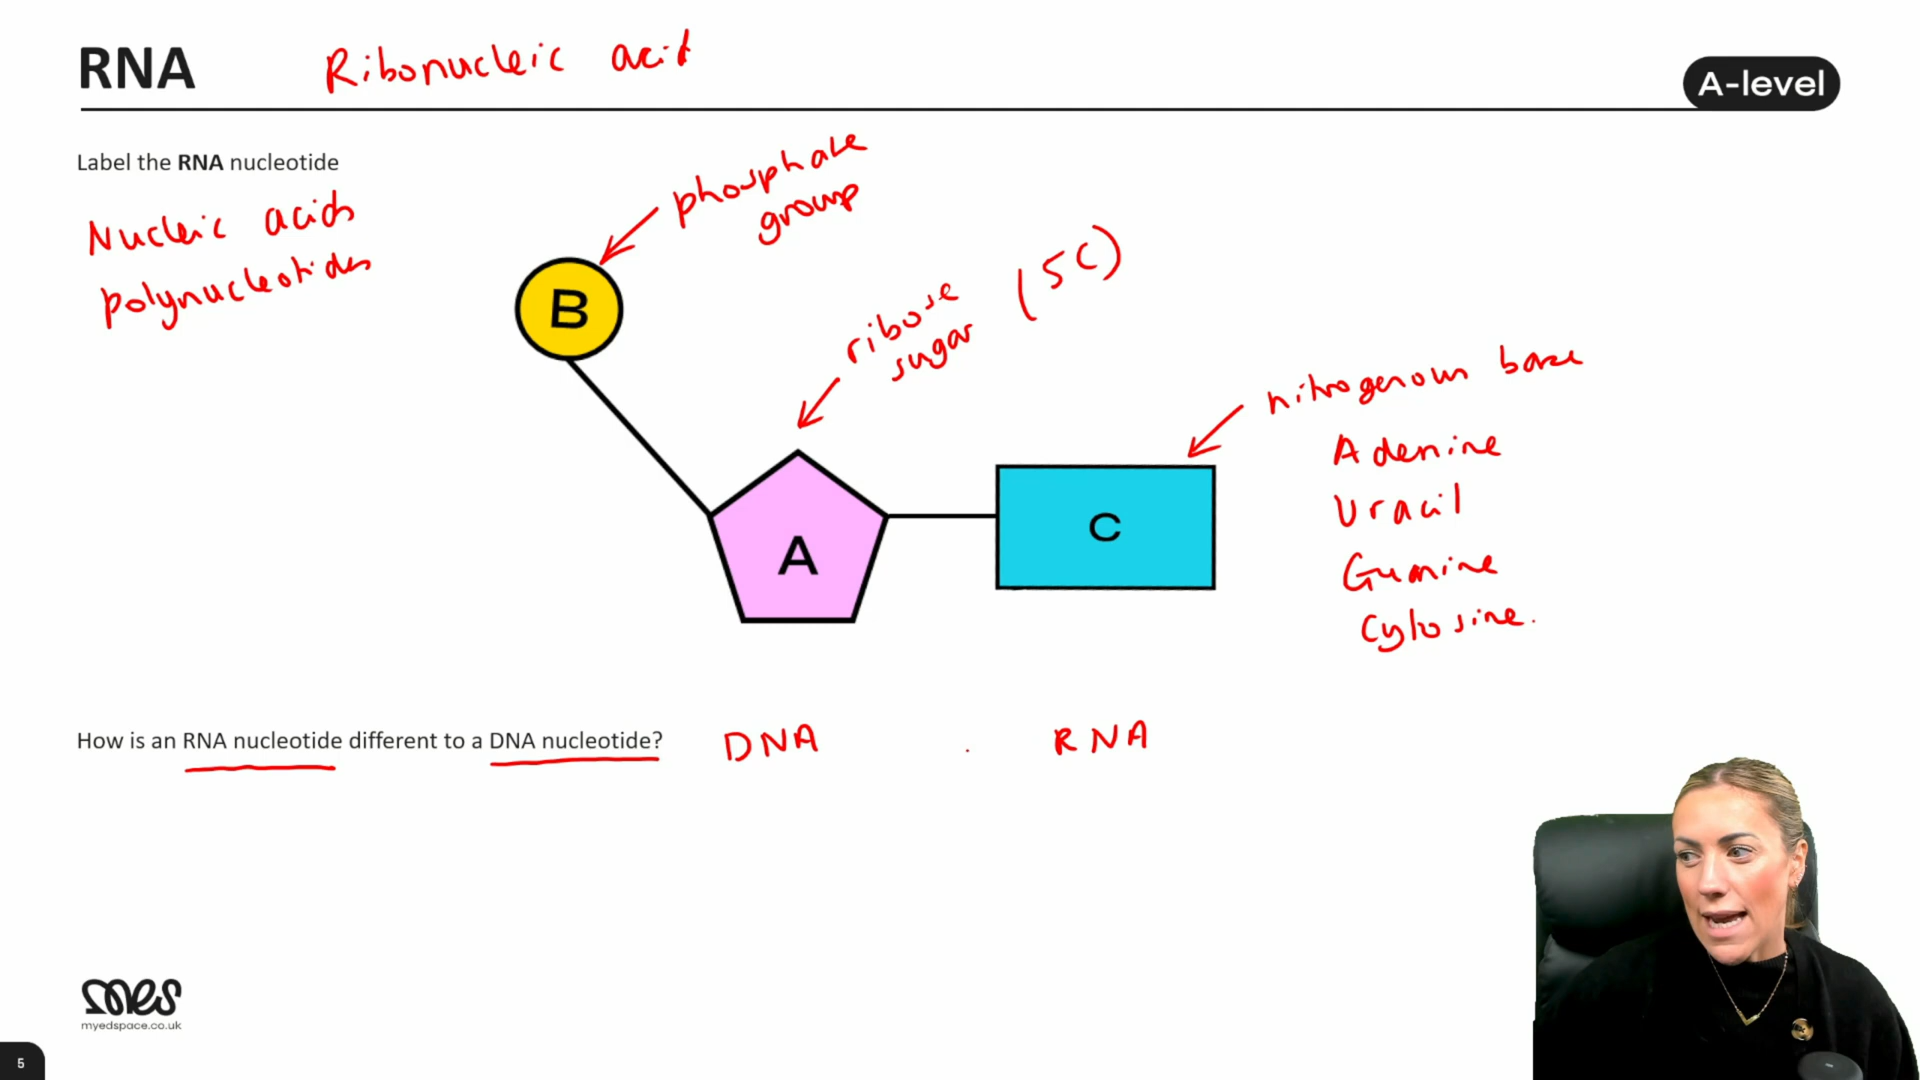 RNA Ribonucleic acid
A-level
Label the RNA nucleotide
Nucleic acids
polynucleotides
phosphate
group
B
ribose
sugar (5C)
nitrogenous base
Adenine
Uracil
Guanine
Cytosine.
A
C
How is an RNA nucleotide different to a DNA nucleotide? DNA RNA
mes
myedspace.co.uk
5